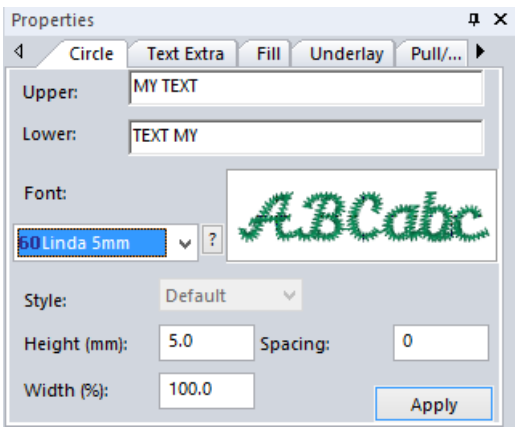 Properties
Circle Text Extra Fill Underlay Pull/...
Upper: MY TEXT
Lower: TEXT MY
Font:
ABCabc
60 Linda 5mm ?
Style: Default
Height (mm): 5.0 Spacing: 0
Width (%): 100.0
Apply